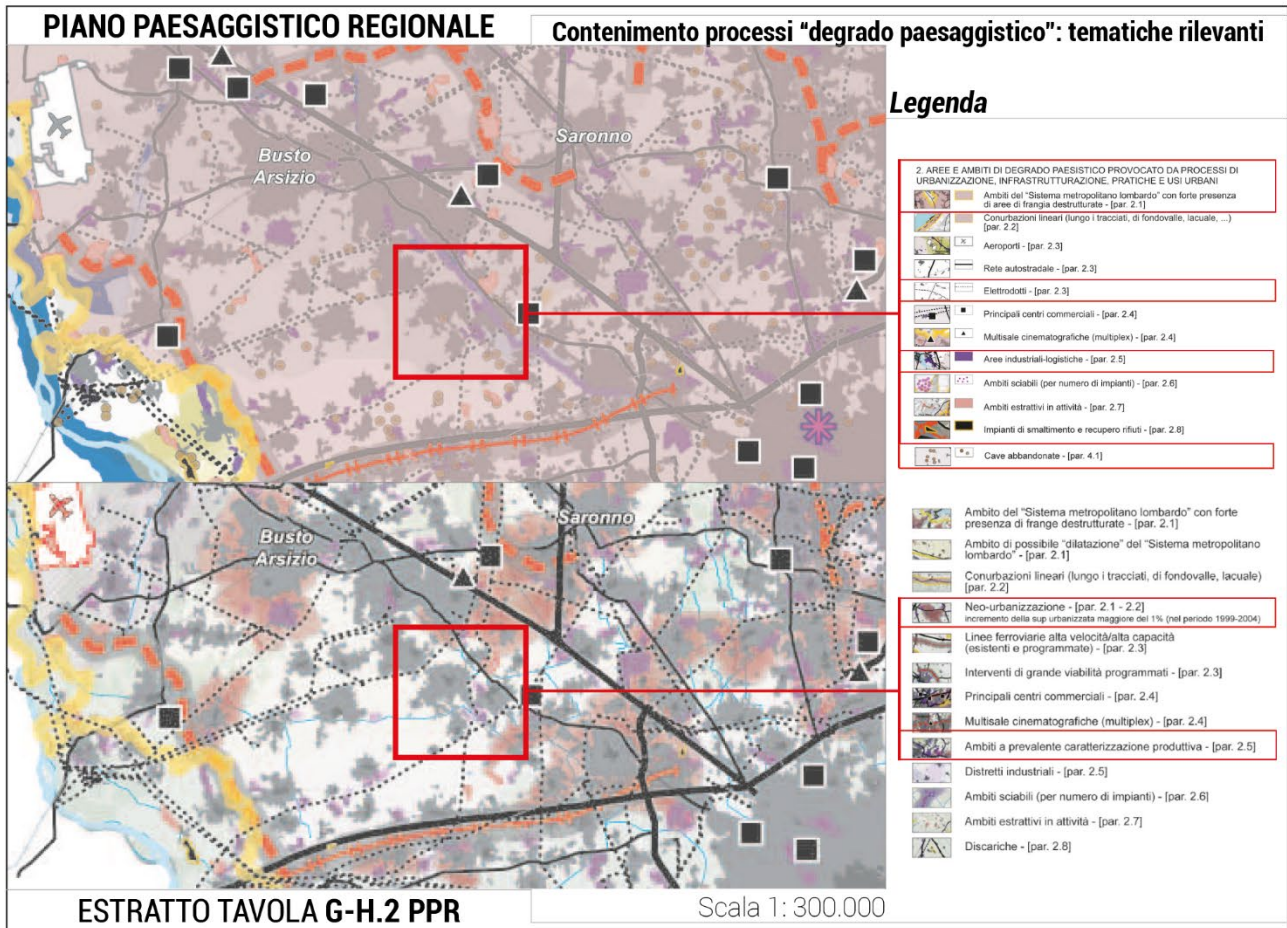 PIANO PAESAGGISTICO REGIONALE
Contenimento processi “degrado paesaggistico”: tematiche rilevanti
Busto
Arsizio
Saronno
Legenda
2. AREE E AMBITI DI DEGRADO PAESISTICO PROVOCATO DA PROCESSI DI
URBANIZZAZIONE, INFRASTRUTTURAZIONE, PRATICHE E USI URBANI
Ambiti del "Sistema metropolitano lombardo" con forte presenza
di aree di frangia destrutturate - [par. 2.1]
Conurbazioni lineari (lungo i tracciati, di fondovalle, lacuale, ...)
[par. 2.2]
Aeroporti - [par. 2.3]
Rete autostradale - [par. 2.3]
Elettrodotti - [par. 2.3]
Principali centri commerciali - [par. 2.4]
Multisale cinematografiche (multiplex) - [par. 2.4]
Aree industriali-logistiche - [par. 2.5]
Ambiti sciabili (per numero di impianti) - [par. 2.6]
Ambiti estrattivi in attività - [par. 2.7]
Impianti di smaltimento e recupero rifiuti - [par. 2.8]
Cave abbandonate - [par. 4.1]
Busto
Arsizio
Saronno
Ambito del "Sistema metropolitano lombardo" con forte
presenza di frange destrutturate - [par. 2.1]
Ambito di possibile "dilatazione" del "Sistema metropolitano
lombardo" - [par. 2.1]
Conurbazioni lineari (lungo i tracciati, di fondovalle, lacuale)
[par. 2.2]
Neo-urbanizzazione - [par. 2.1 - 2.2]
incremento della sup urbanizzata maggiore del 1% (nel periodo 1999-2004)
Linee ferroviarie alta velocità/alta capacità
(esistenti e programmate) - [par. 2.3]
Interventi di grande viabilità programmati - [par. 2.3]
Principali centri commerciali - [par. 2.4]
Multisale cinematografiche (multiplex) - [par. 2.4]
Ambiti a prevalente caratterizzazione produttiva - [par. 2.5]
Distretti industriali - [par. 2.5]
Ambiti sciabili (per numero di impianti) - [par. 2.6]
Ambiti estrattivi in attività - [par. 2.7]
Discariche - [par. 2.8]
ESTRATTO TAVOLA G-H.2 PPR
Scala 1: 300.000